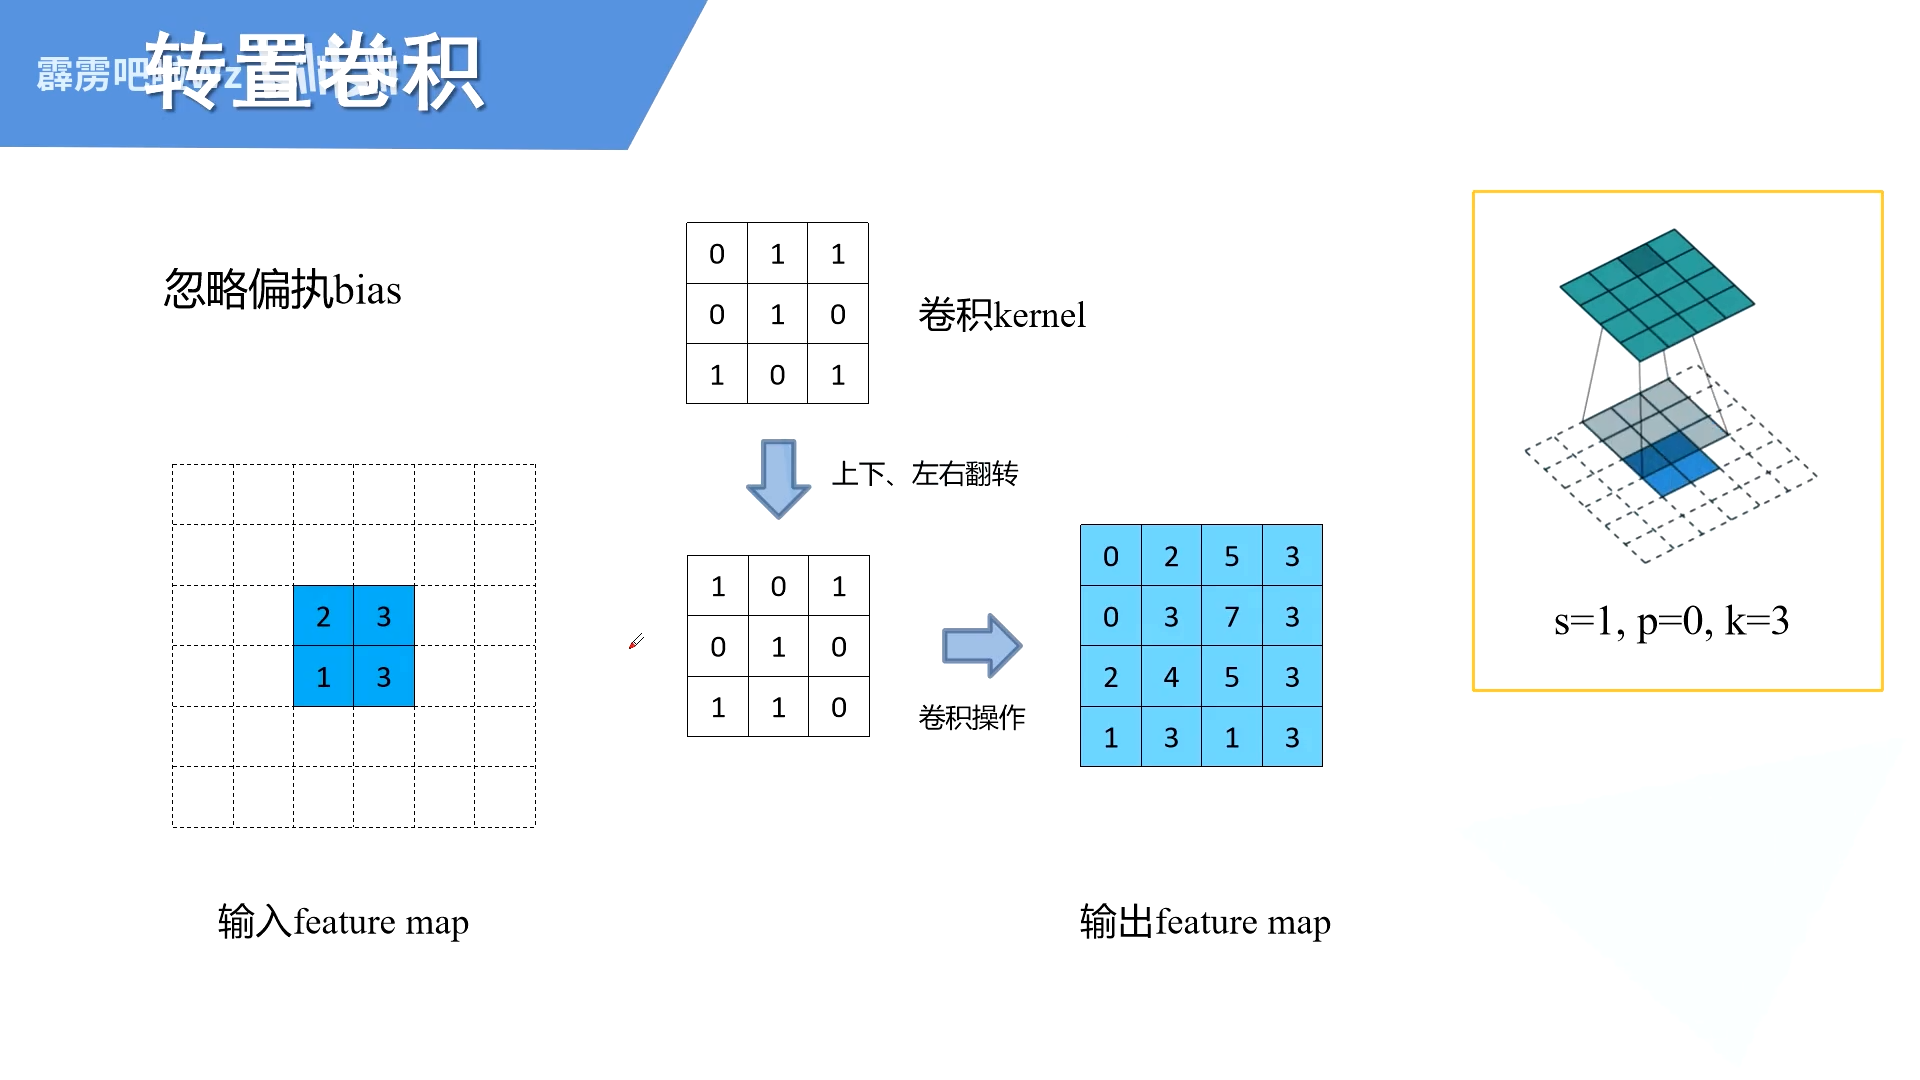 转置卷积
霹雳吧
忽略偏执bias
0 1 1
0 1 0
1 0 1
卷积kernel
上下、左右翻转
2 3
1 3
1 0 1
0 1 0
1 1 0
卷积操作
0 2 5 3
0 3 7 3
2 4 5 3
1 3 1 3
s=1, p=0, k=3
输入feature map
输出feature map